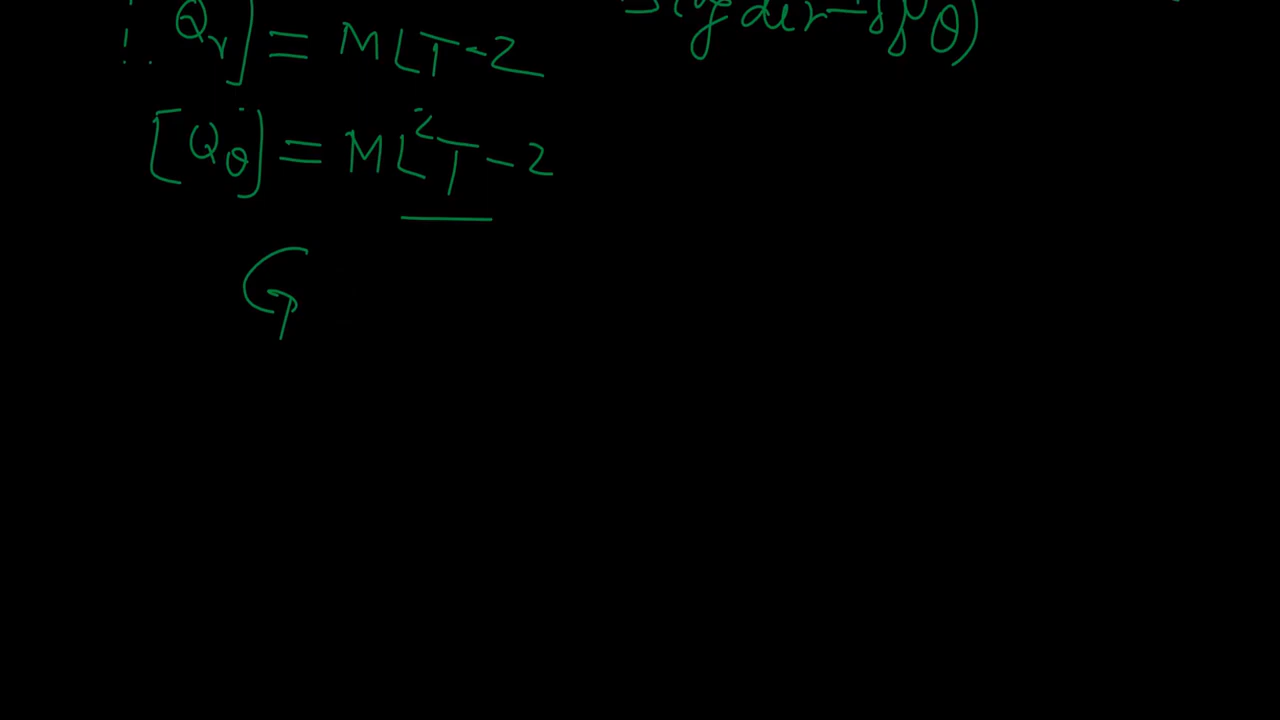 ∴ Qr] = MLT-2
[Qθ] = ML²T-2
G